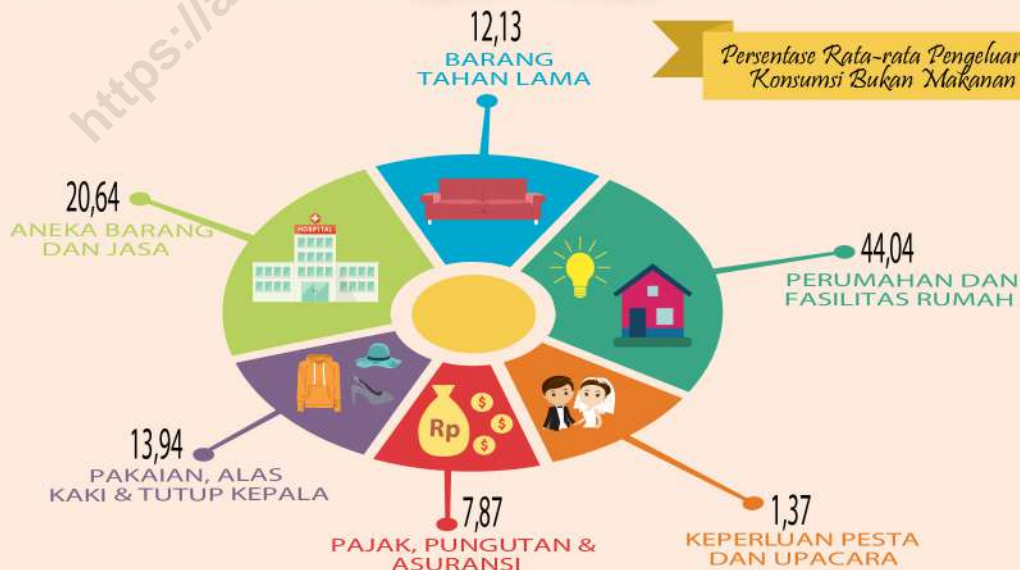 https://
12,13
BARANG
TAHAN LAMA
Persentase Rata-rata
Konsumsi Bukan Makanan
20,64
ANEKA BARANG
DAN JASA
HOSPITAL
44,04
PERUMAHAN DAN
FASILITAS RUMAH
Rp
$
$
$
13,94
PAKAIAN, ALAS
KAKI & TUTUP KEPALA
7,87
PAJAK, PUNGUTAN &
ASURANSI
1,37
KEPERLUAN PESTA
DAN UPACARA